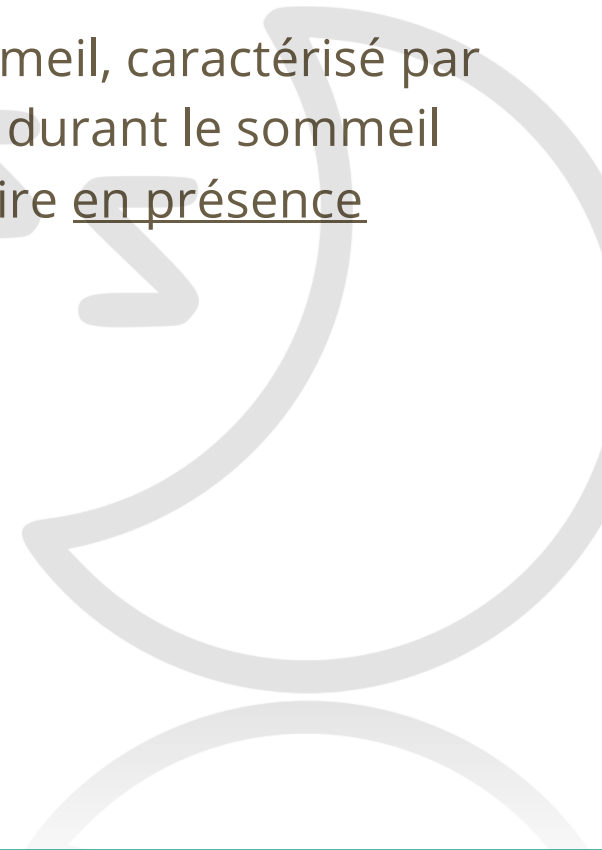 meil, caractérisé par
durant le sommeil
ire en présence